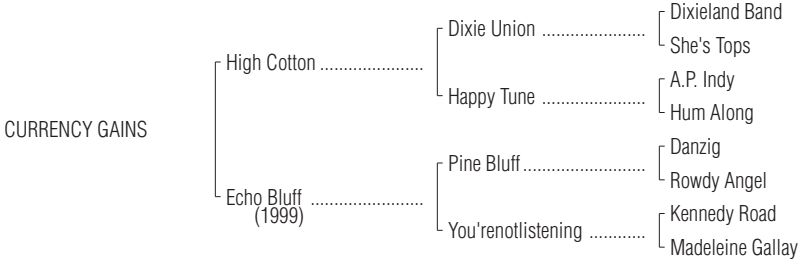 Dixieland Band
Dixie Union ......................
She's Tops
High Cotton ......................
A.P. Indy
Happy Tune ......................
Hum Along
CURRENCY GAINS
Danzig
Pine Bluff ..........................
Rowdy Angel
Echo Bluff ........................
(1999)
Kennedy Road
You'renotlistening ............
Madeleine Gallay